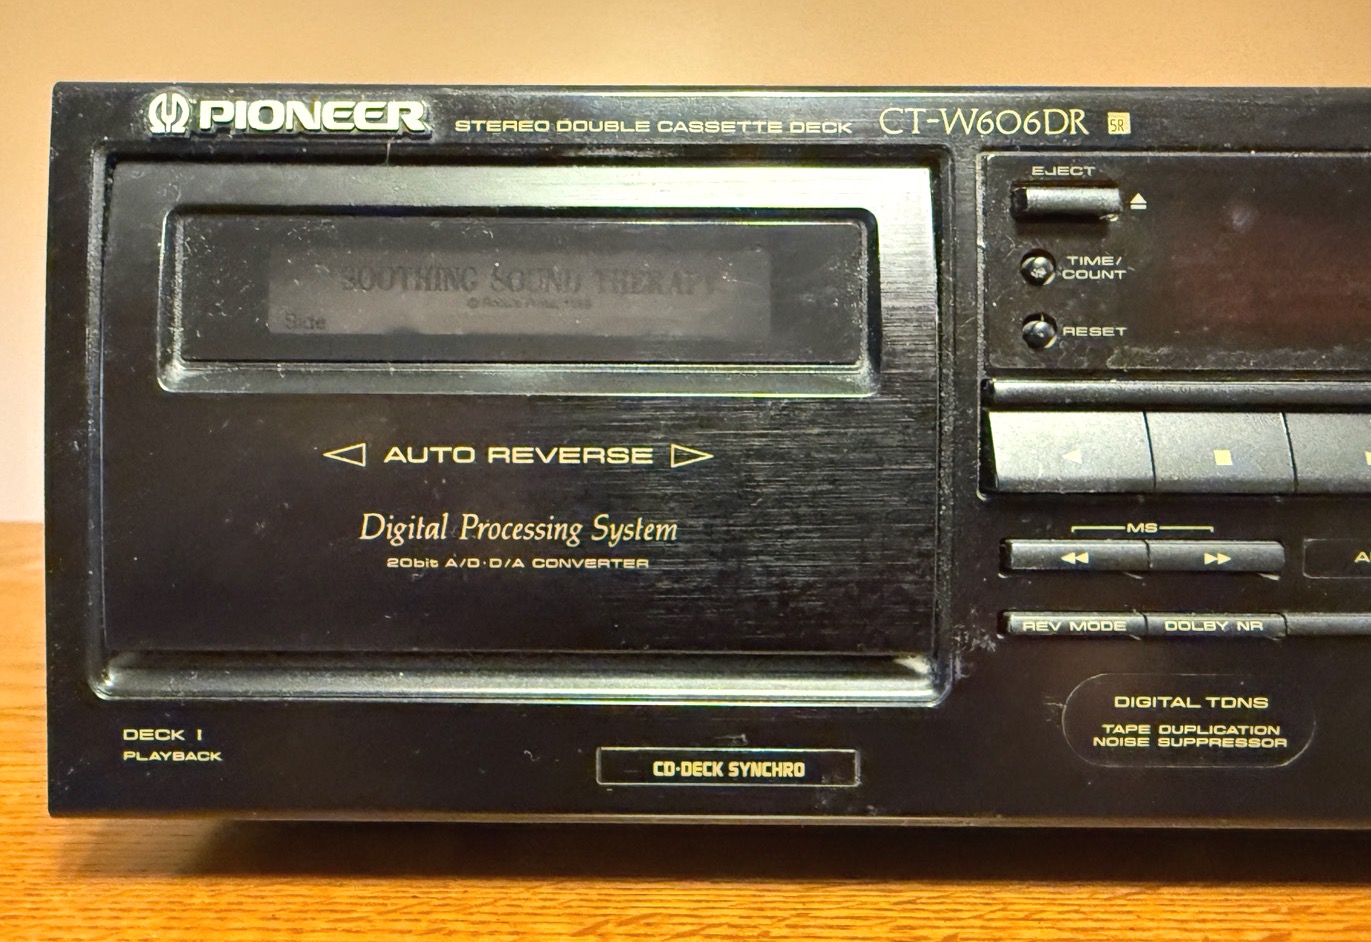 PIONEER STEREO DOUBLE CASSETTE DECK CT-W606DR SR
EJECT
TIME/
COUNT
RESET
SOOTHING SOUND THERAPY
Side
AUTO REVERSE
Digital Processing System
20bit A/D·D/A CONVERTER
MS
REV MODE DOLBY NR
DIGITAL TDNS
TAPE DUPLICATION
NOISE SUPPRESSOR
DECK I
PLAYBACK
CD·DECK SYNCHRO